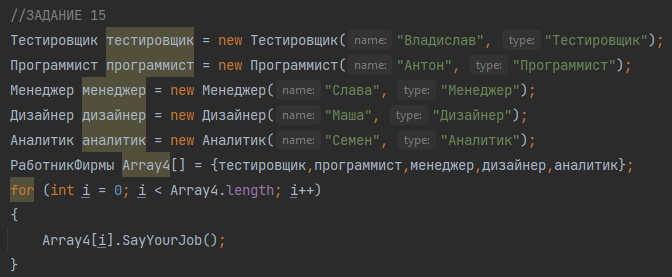 //ЗАДАНИЕ 15
Тестировщик тестировщик = new Тестировщик( name: "Владислав", type: "Тестировщик");
Программист программист = new Программист( name: "Антон", type: "Программист");
Менеджер менеджер = new Менеджер( name: "Слава", type: "Менеджер");
Дизайнер дизайнер = new Дизайнер( name: "Маша", type: "Дизайнер");
Аналитик аналитик = new Аналитик( name: "Семен", type: "Аналитик");
РаботникФирмы Array4[] = {тестировщик,программист,менеджер,дизайнер,аналитик};
for (int i = 0; i < Array4.length; i++)
{
Array4[i].SayYourJob();
}